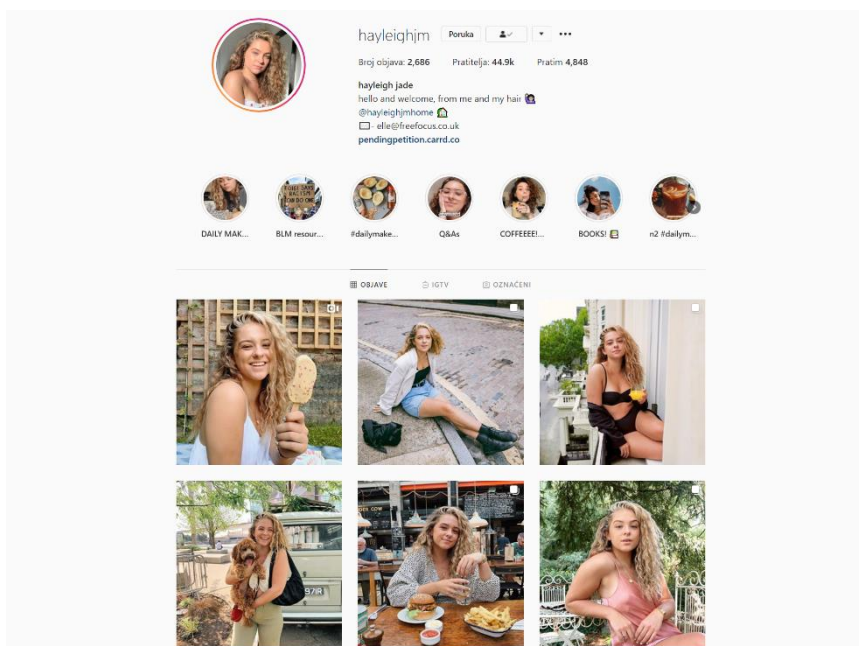 hayleighjm Poruka
Broj objava: 2,686 Pratitelja: 44.9k Pratim 4,848
hayleigh jade
hello and welcome, from me and my hair
@hayleighjmhome
- elle@freefocus.co.uk
pendingpetition.carrd.co
DAILY MAK... BLM resour... #dailymake... Q&As COFFEEEE!... BOOKS! n2 #dailym...
OBJAVE IGTV OZNAČENI
971R